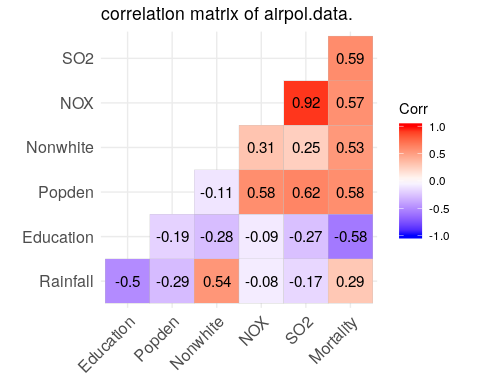 correlation matrix of airpol.data.
SO2 0.59
NOX 0.92 0.57
Nonwhite 0.31 0.25 0.53
Popden -0.11 0.58 0.62 0.58
Education -0.19 -0.28 -0.09 -0.27 -0.58
Rainfall -0.5 -0.29 0.54 -0.08 -0.17 0.29
Education Popden Nonwhite NOX SO2 Mortality
Corr
1.0
0.5
0.0
-0.5
-1.0